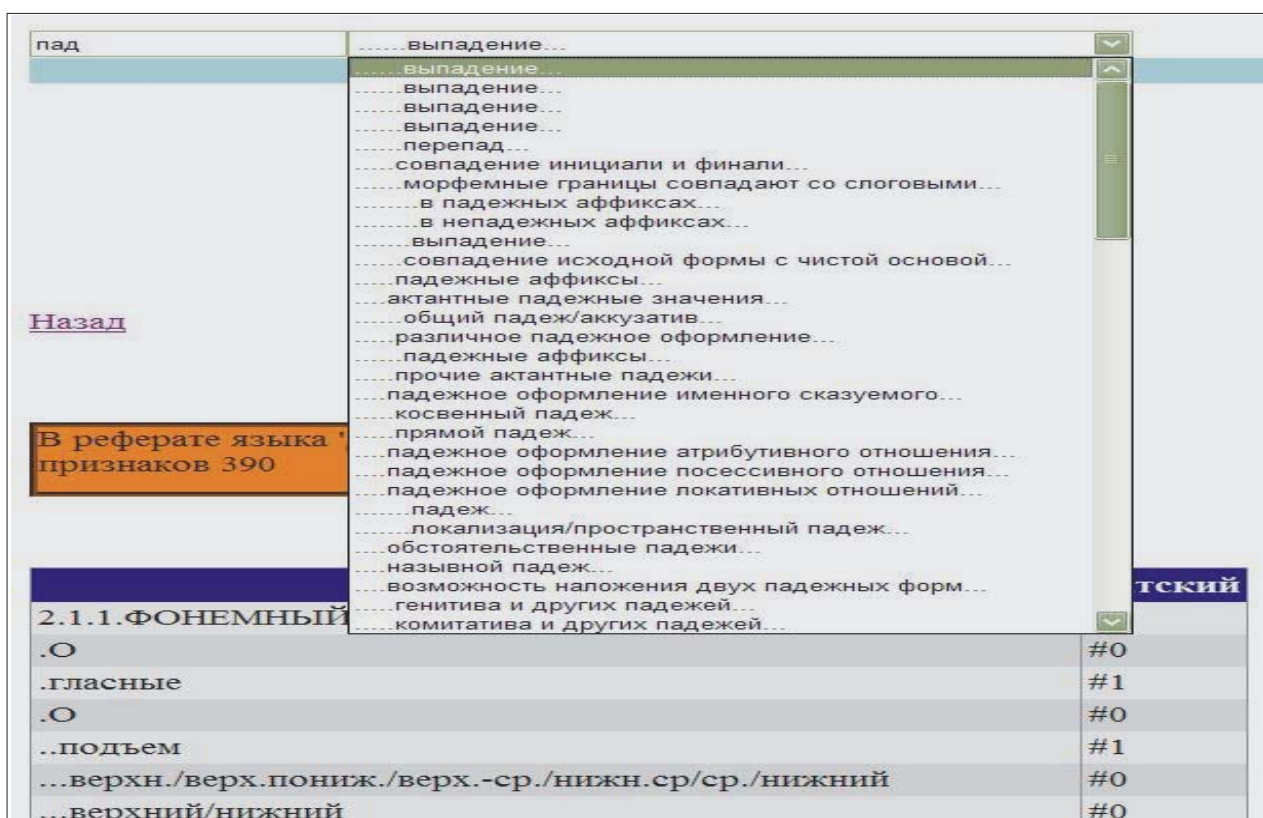 пад ......выпадение...
......выпадение...
......выпадение...
......выпадение...
......выпадение...
......перепад...
.....совпадение инициали и финали...
......морфемные границы совпадают со слоговыми...
........в падежных аффиксах...
........в непадежных аффиксах...
.......выпадение...
......совпадение исходной формы с чистой основой...
.....падежные аффиксы...
....актантные падежные значения...
......общий падеж/аккузатив...
.....различное падежное оформление...
......падежные аффиксы...
.....прочие актантные падежи...
....падежное оформление именного сказуемого...
.....косвенный падеж...
.....прямой падеж...
....падежное оформление атрибутивного отношения...
....падежное оформление посессивного отношения...
....падежное оформление локативных отношений...
.......падеж...
.......локализация/пространственный падеж...
....обстоятельственные падежи...
....назывной падеж...
....возможность наложения двух падежных форм...
.....генитива и других падежей...
.....комитатива и других падежей...
Назад
В реферате языка '
признаков 390
тский
2.1.1.ФОНЕМНЫЙ
.О #0
.гласные #1
.О #0
..подъем #1
...верхн./верх.пониж./верх.-ср./нижн.ср/ср./нижний #0
...верхний/нижний #0